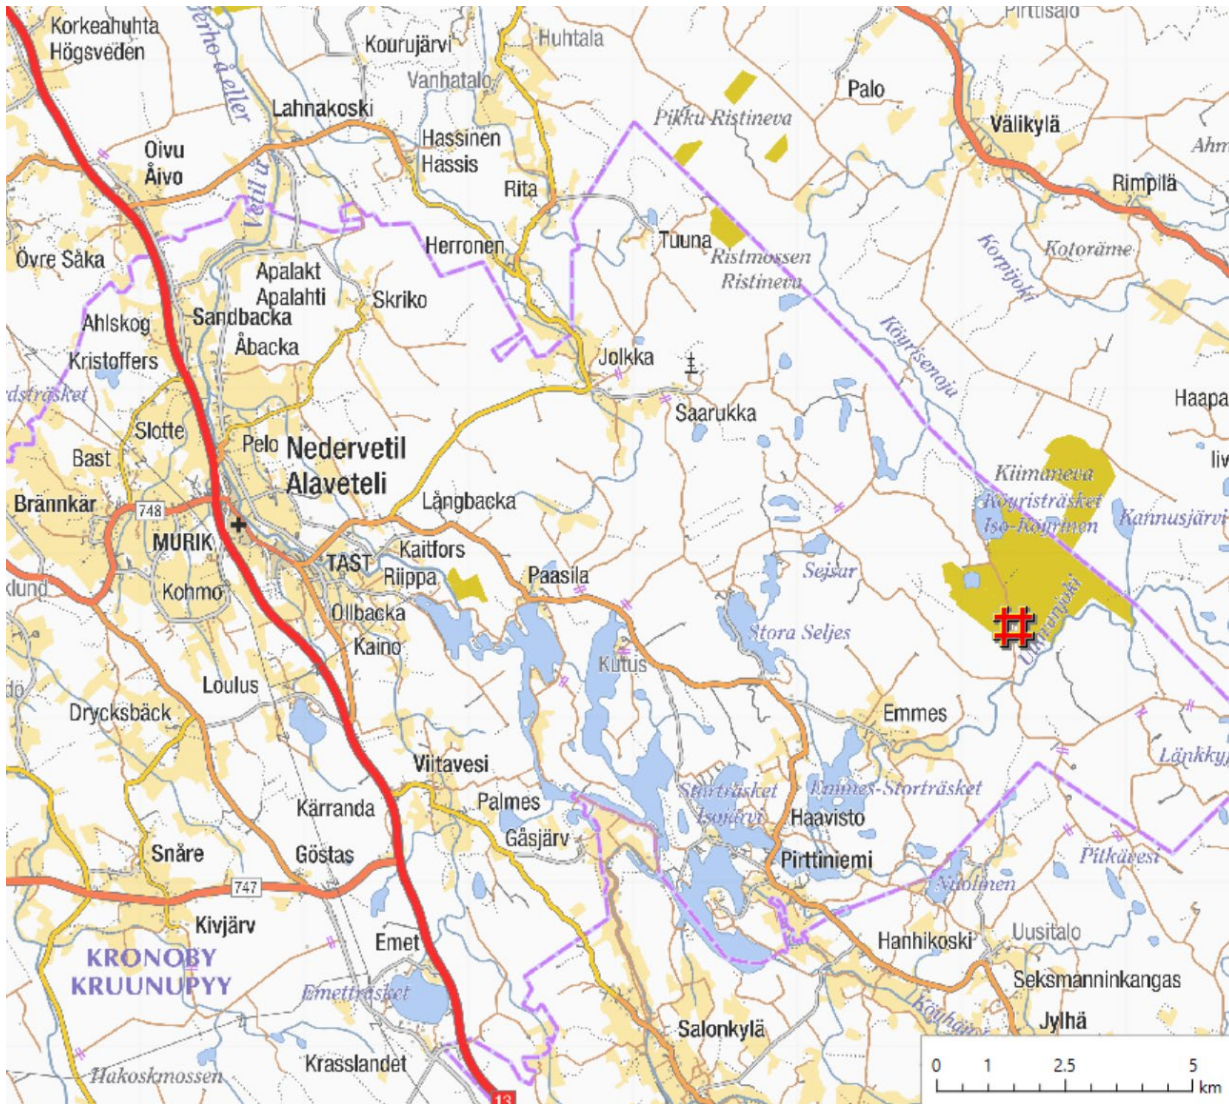 Korkeahuhta
Högsveden
Kourujärvi
Huhtala
Vanhatalo
Palo
Pikku Ristineva
Välikylä
Lahnakoski
Hassinen
Hassis
Oivu
Åivo
Vetil å
Rita
Rimpilä
Övre Såka
Herronen
Tuuna
Ristmossen
Ristineva
Kotoräme
Korpijoki
Apalakt
Apalahti
Skriko
Ahlskog
Sandbacka
Åbacka
Kristoffers
Jolkka
Köyrisenoja
Saarukka
Slotte
Pelo
Bast
Nedervetil
Alaveteli
Långbacka
Kiimaneva
Köyristräsket
Iso-Köyrinen
Kannusjärvi
Brännkär
748
MURIK
TAST
Kaitfors
Riippa
Paasila
Sejsar
Kohmo
Ollbacka
Stora Seljes
Kaino
Kutus
Loulus
Drycksbäck
Emmes
Viitavesi
Kärranda
Palmes
Storträsket
Isojärvi
Emmes-Storträsket
Gåsjärv
Haavisto
Snåre
Göstas
Pirttiniemi
Pitkävesi
747
Nuolinen
Kivjärv
Emet
Hanhikoski
Uusitalo
KRONOBY
KRUUNUPYY
Emetträsket
Seksmanninkangas
Salonkylä
Jylhä
Krasslandet
Hakoskmossen
13
0 1 2.5 5
km